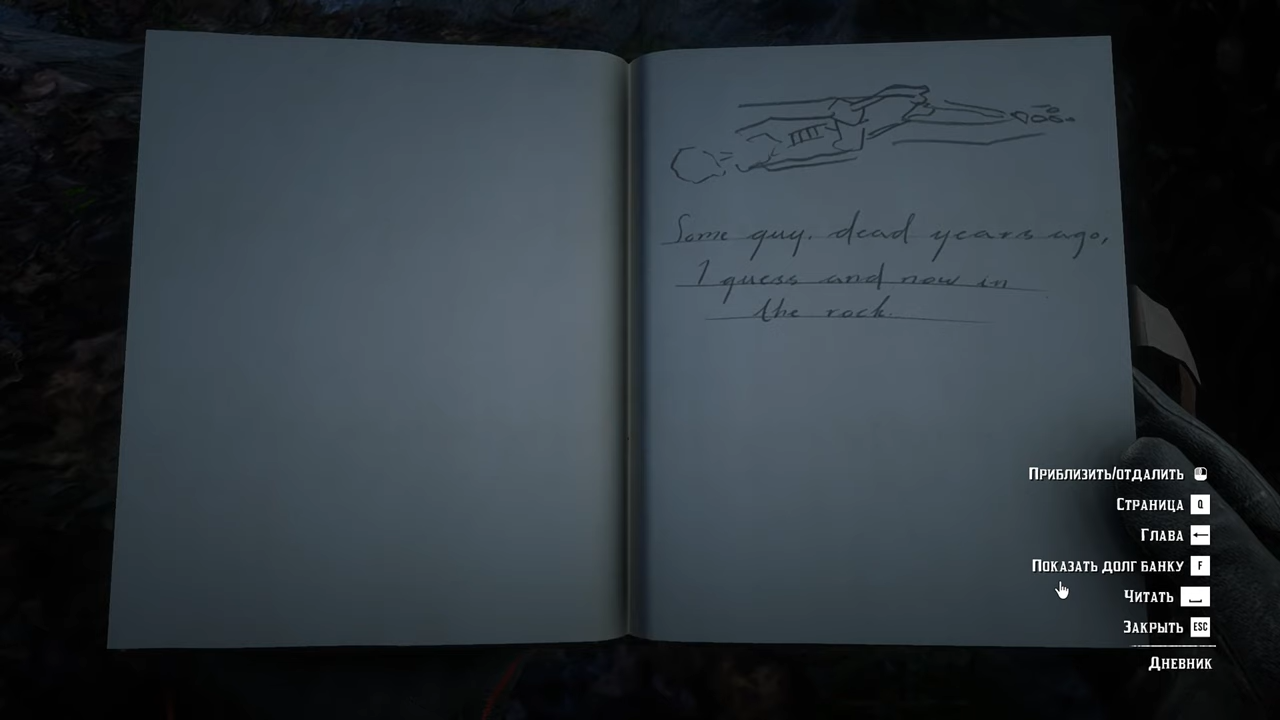 Some guy. dead years ago,
I guess and now in
the rock.
Приблизить/отдалить
Страница Q
Глава ←
Показать долг банку F
Читать
Закрыть ESC
Дневник